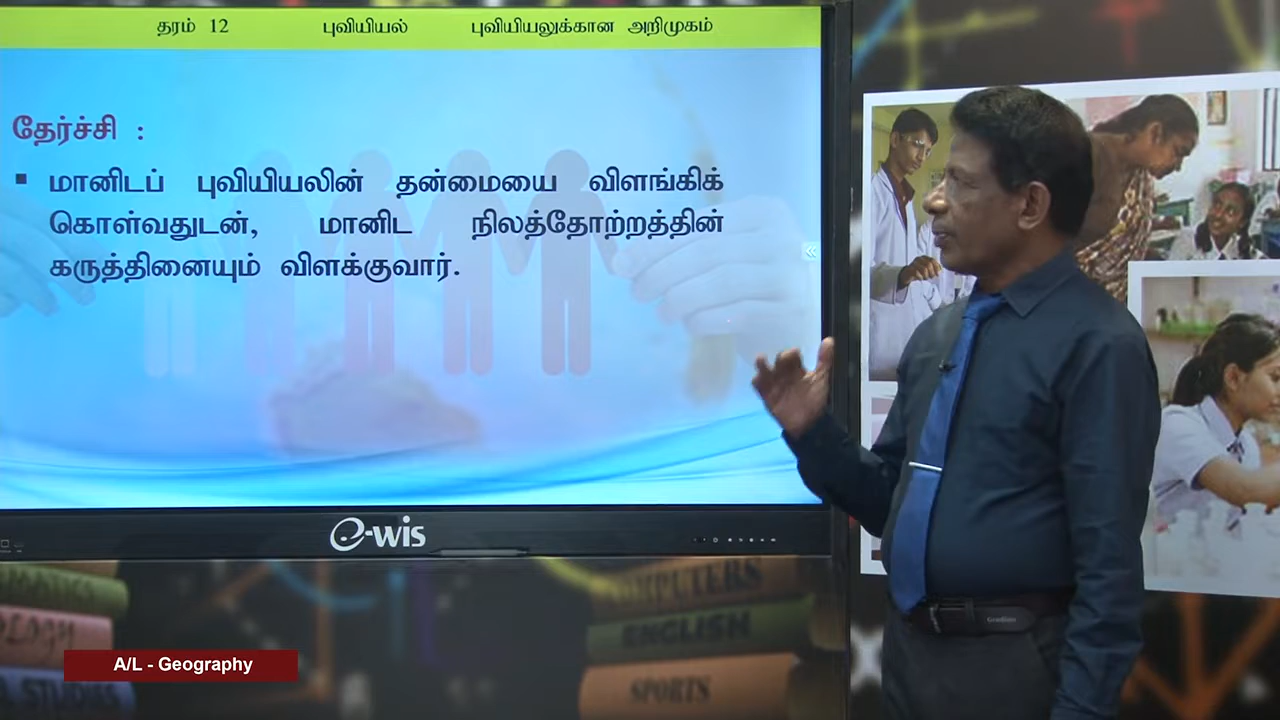 தரம் 12 புவியியல் புவியியலுக்கான அறிமுகம்
தேர்ச்சி :
▪ மானிடப் புவியியலின் தன்மையை விளங்கிக்
கொள்வதுடன், மானிட நிலத்தோற்றத்தின்
கருத்தினையும் விளக்குவார்.
e-wis
COMPUTERS
ENGLISH
SPORTS
STUDIES
A/L - Geography